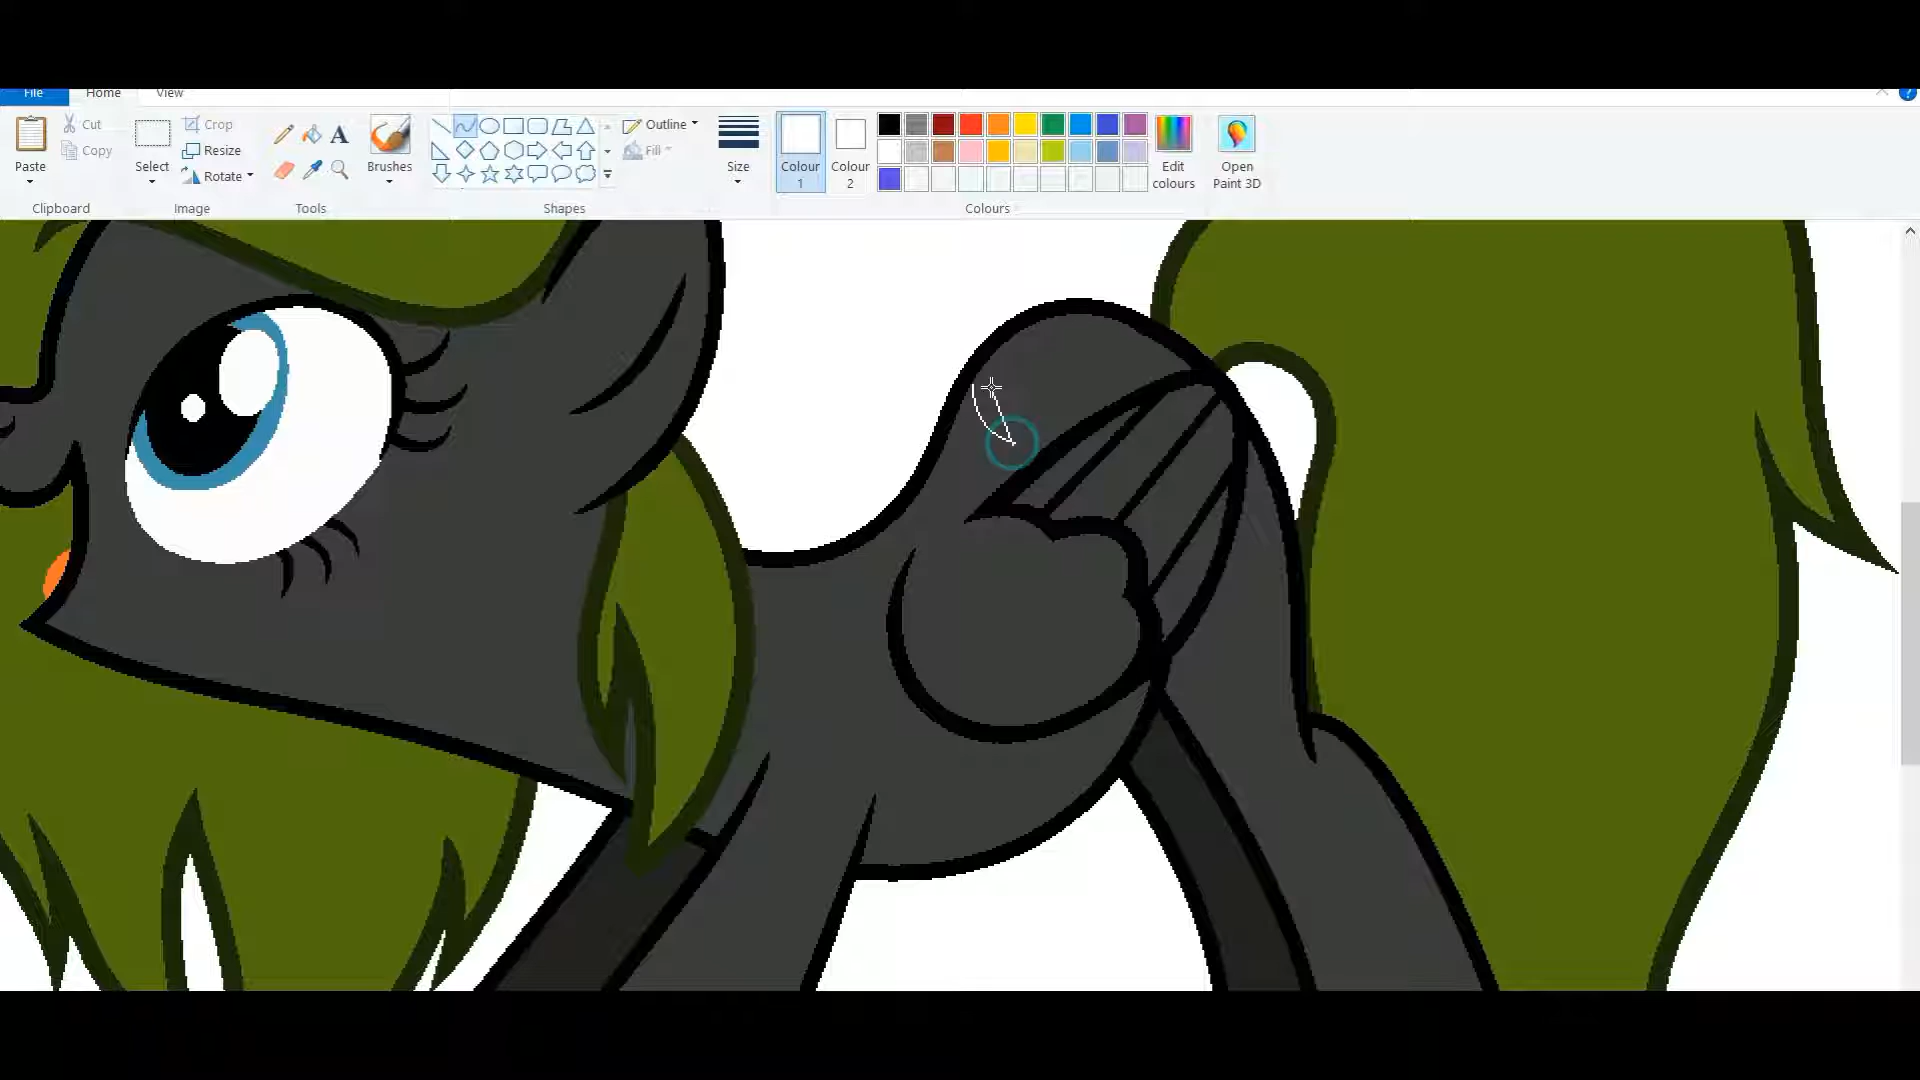 File Home View
Cut Crop Outline
Copy Resize Fill
Paste Select Rotate Brushes Size Colour 1 Colour 2 Edit colours Open Paint 3D
Clipboard Image Tools Shapes Colours